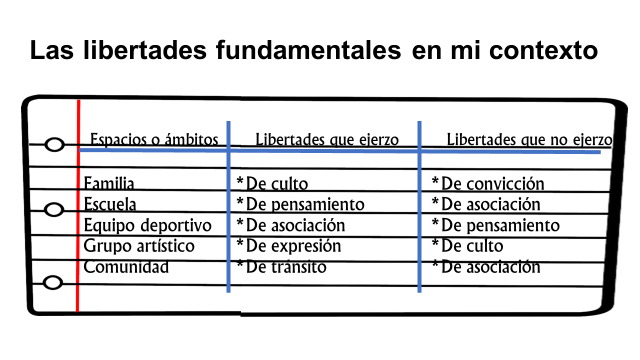 Las libertades fundamentales en mi contexto
Espacios o ámbitos Libertades que ejerzo Libertades que no ejerzo
Familia *De culto *De convicción
Escuela *De pensamiento *De asociación
Equipo deportivo *De asociación *De pensamiento
Grupo artístico *De expresión *De culto
Comunidad *De tránsito *De asociación